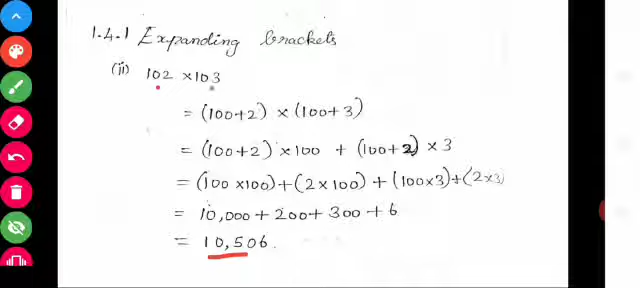 1.4.1 Expanding brackets
(ii) 102 × 103
= (100+2) × (100+3)
= (100+2) × 100 + (100+2) × 3
= (100 × 100) + (2 × 100) + (100×3) + (2×3)
= 10,000 + 200 + 300 + 6
= 10,506.